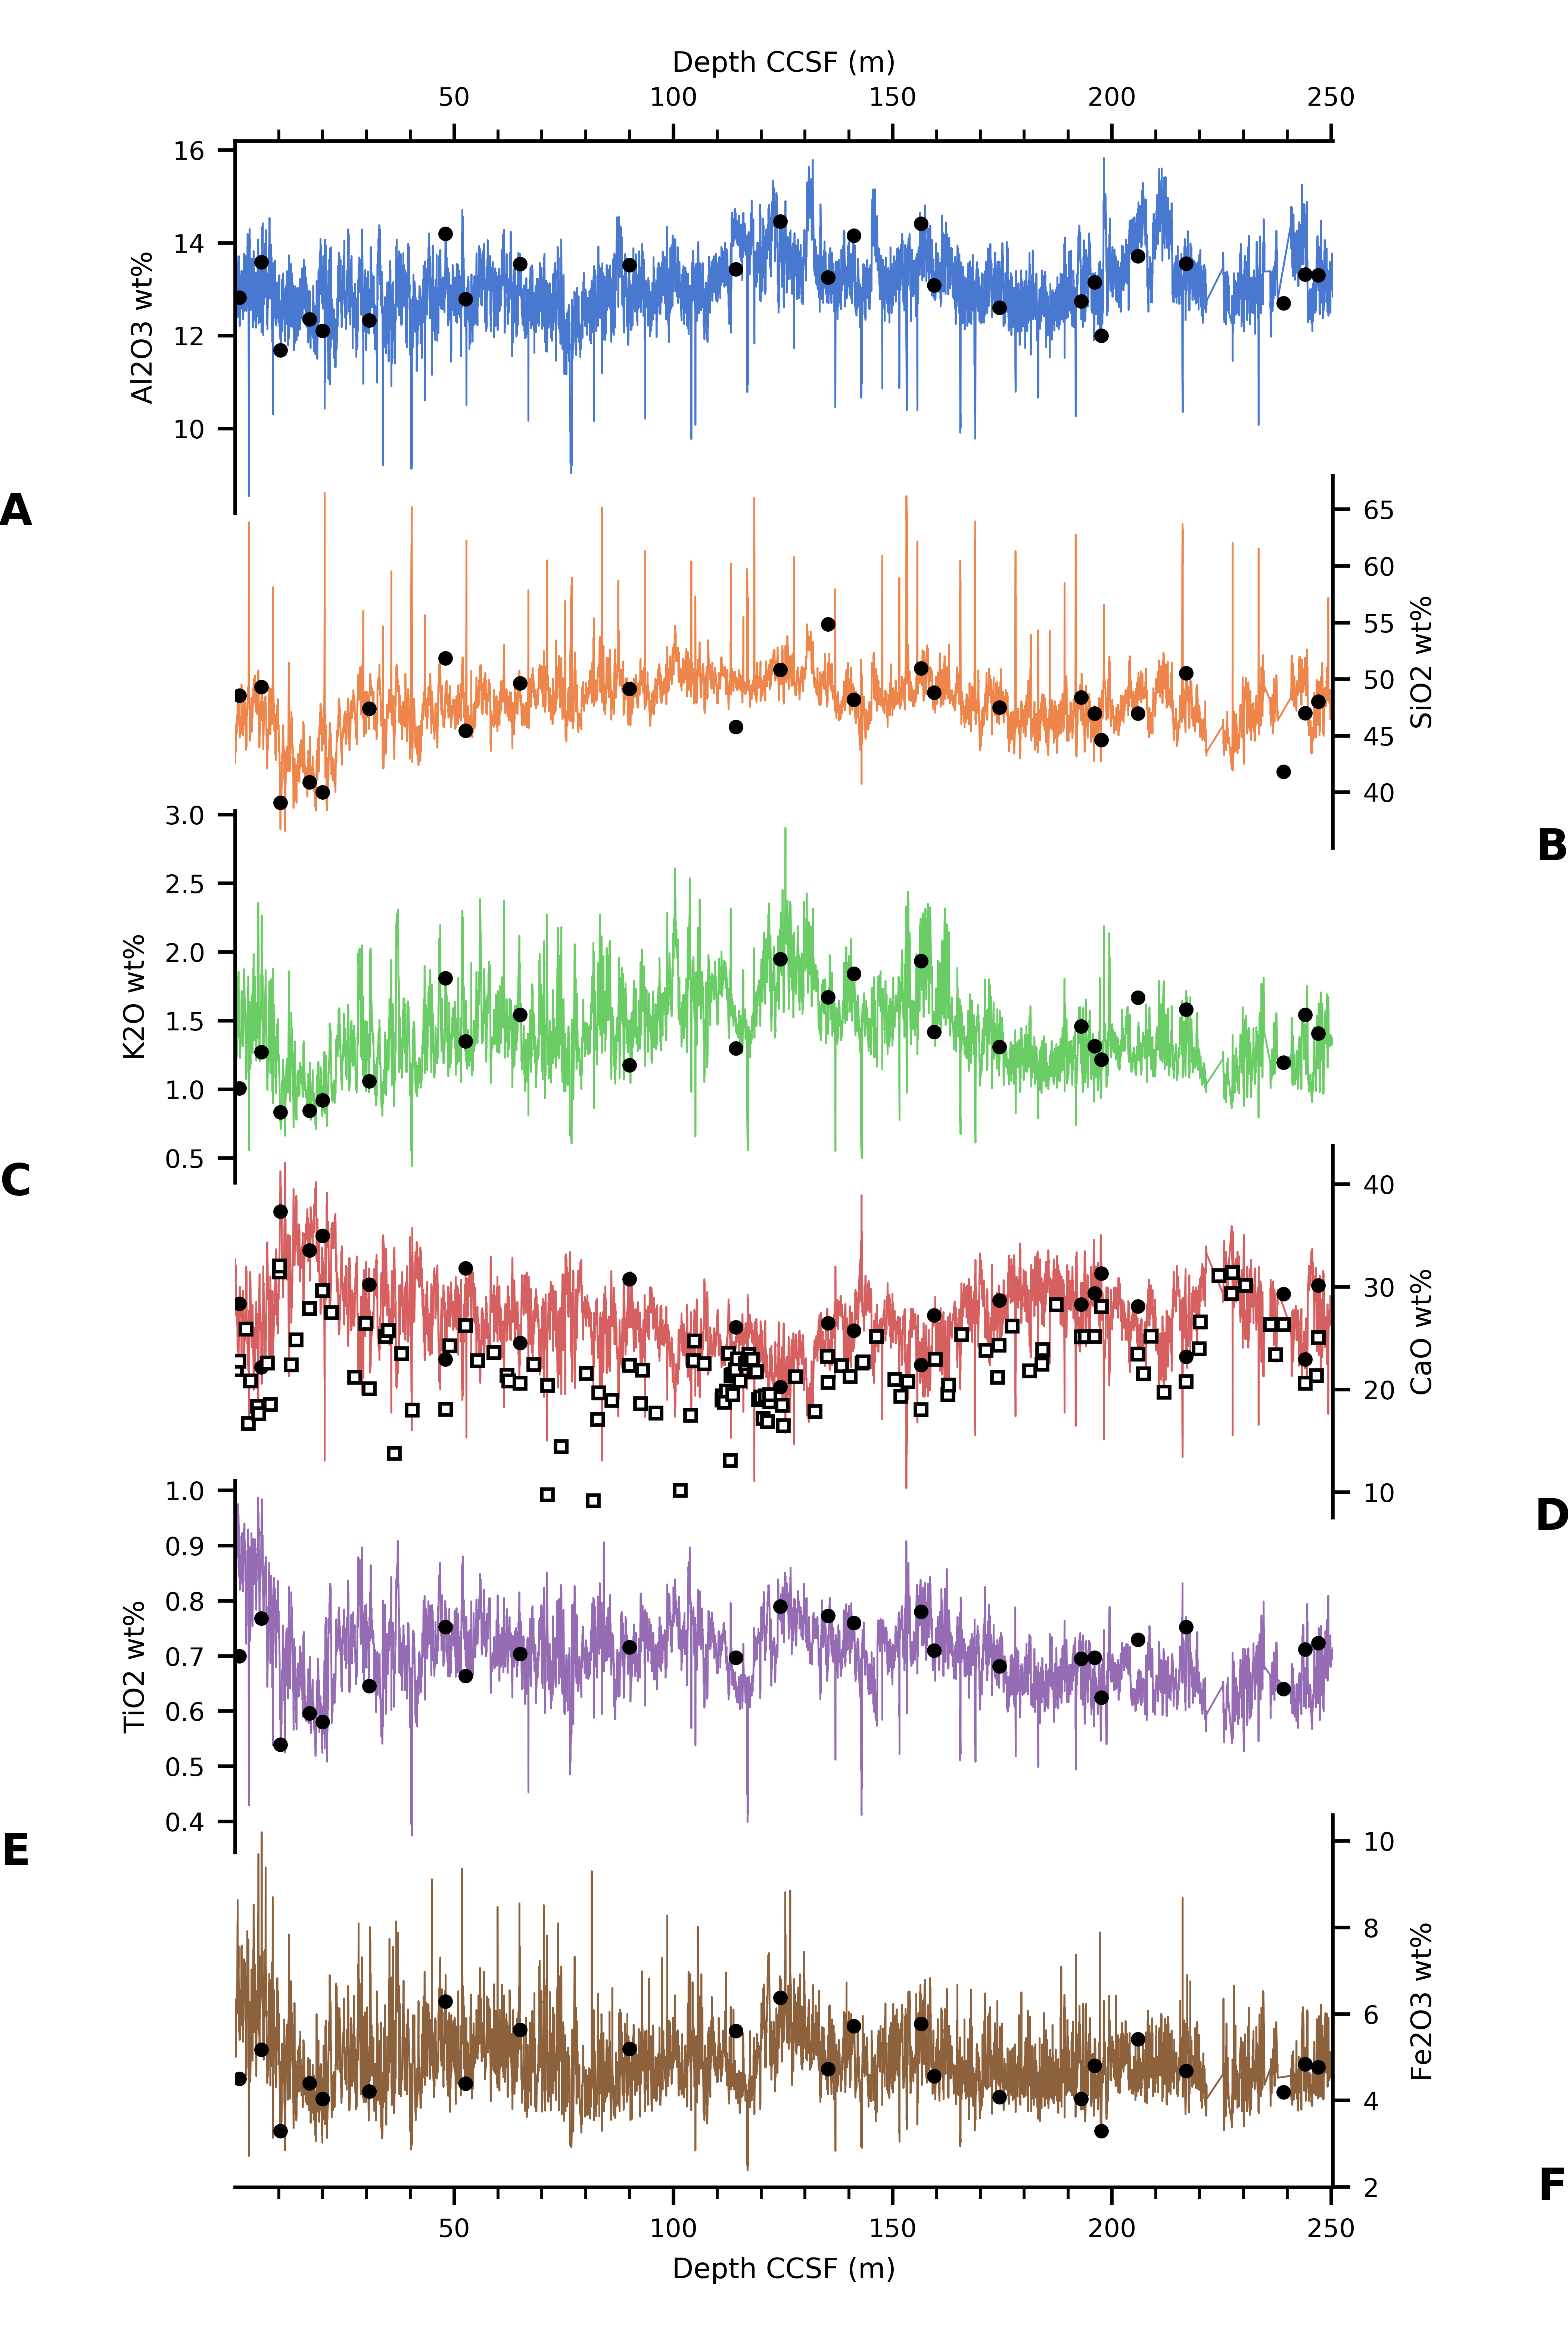 Depth CCSF (m)
50 100 150 200 250
16
14
12
10
Al2O3 wt%
A
65
60
55
50
45
40
SiO2 wt%
B
3.0
2.5
2.0
1.5
1.0
0.5
K2O wt%
C
40
30
20
10
CaO wt%
D
1.0
0.9
0.8
0.7
0.6
0.5
0.4
TiO2 wt%
E
10
8
6
4
2
Fe2O3 wt%
F
50 100 150 200 250
Depth CCSF (m)